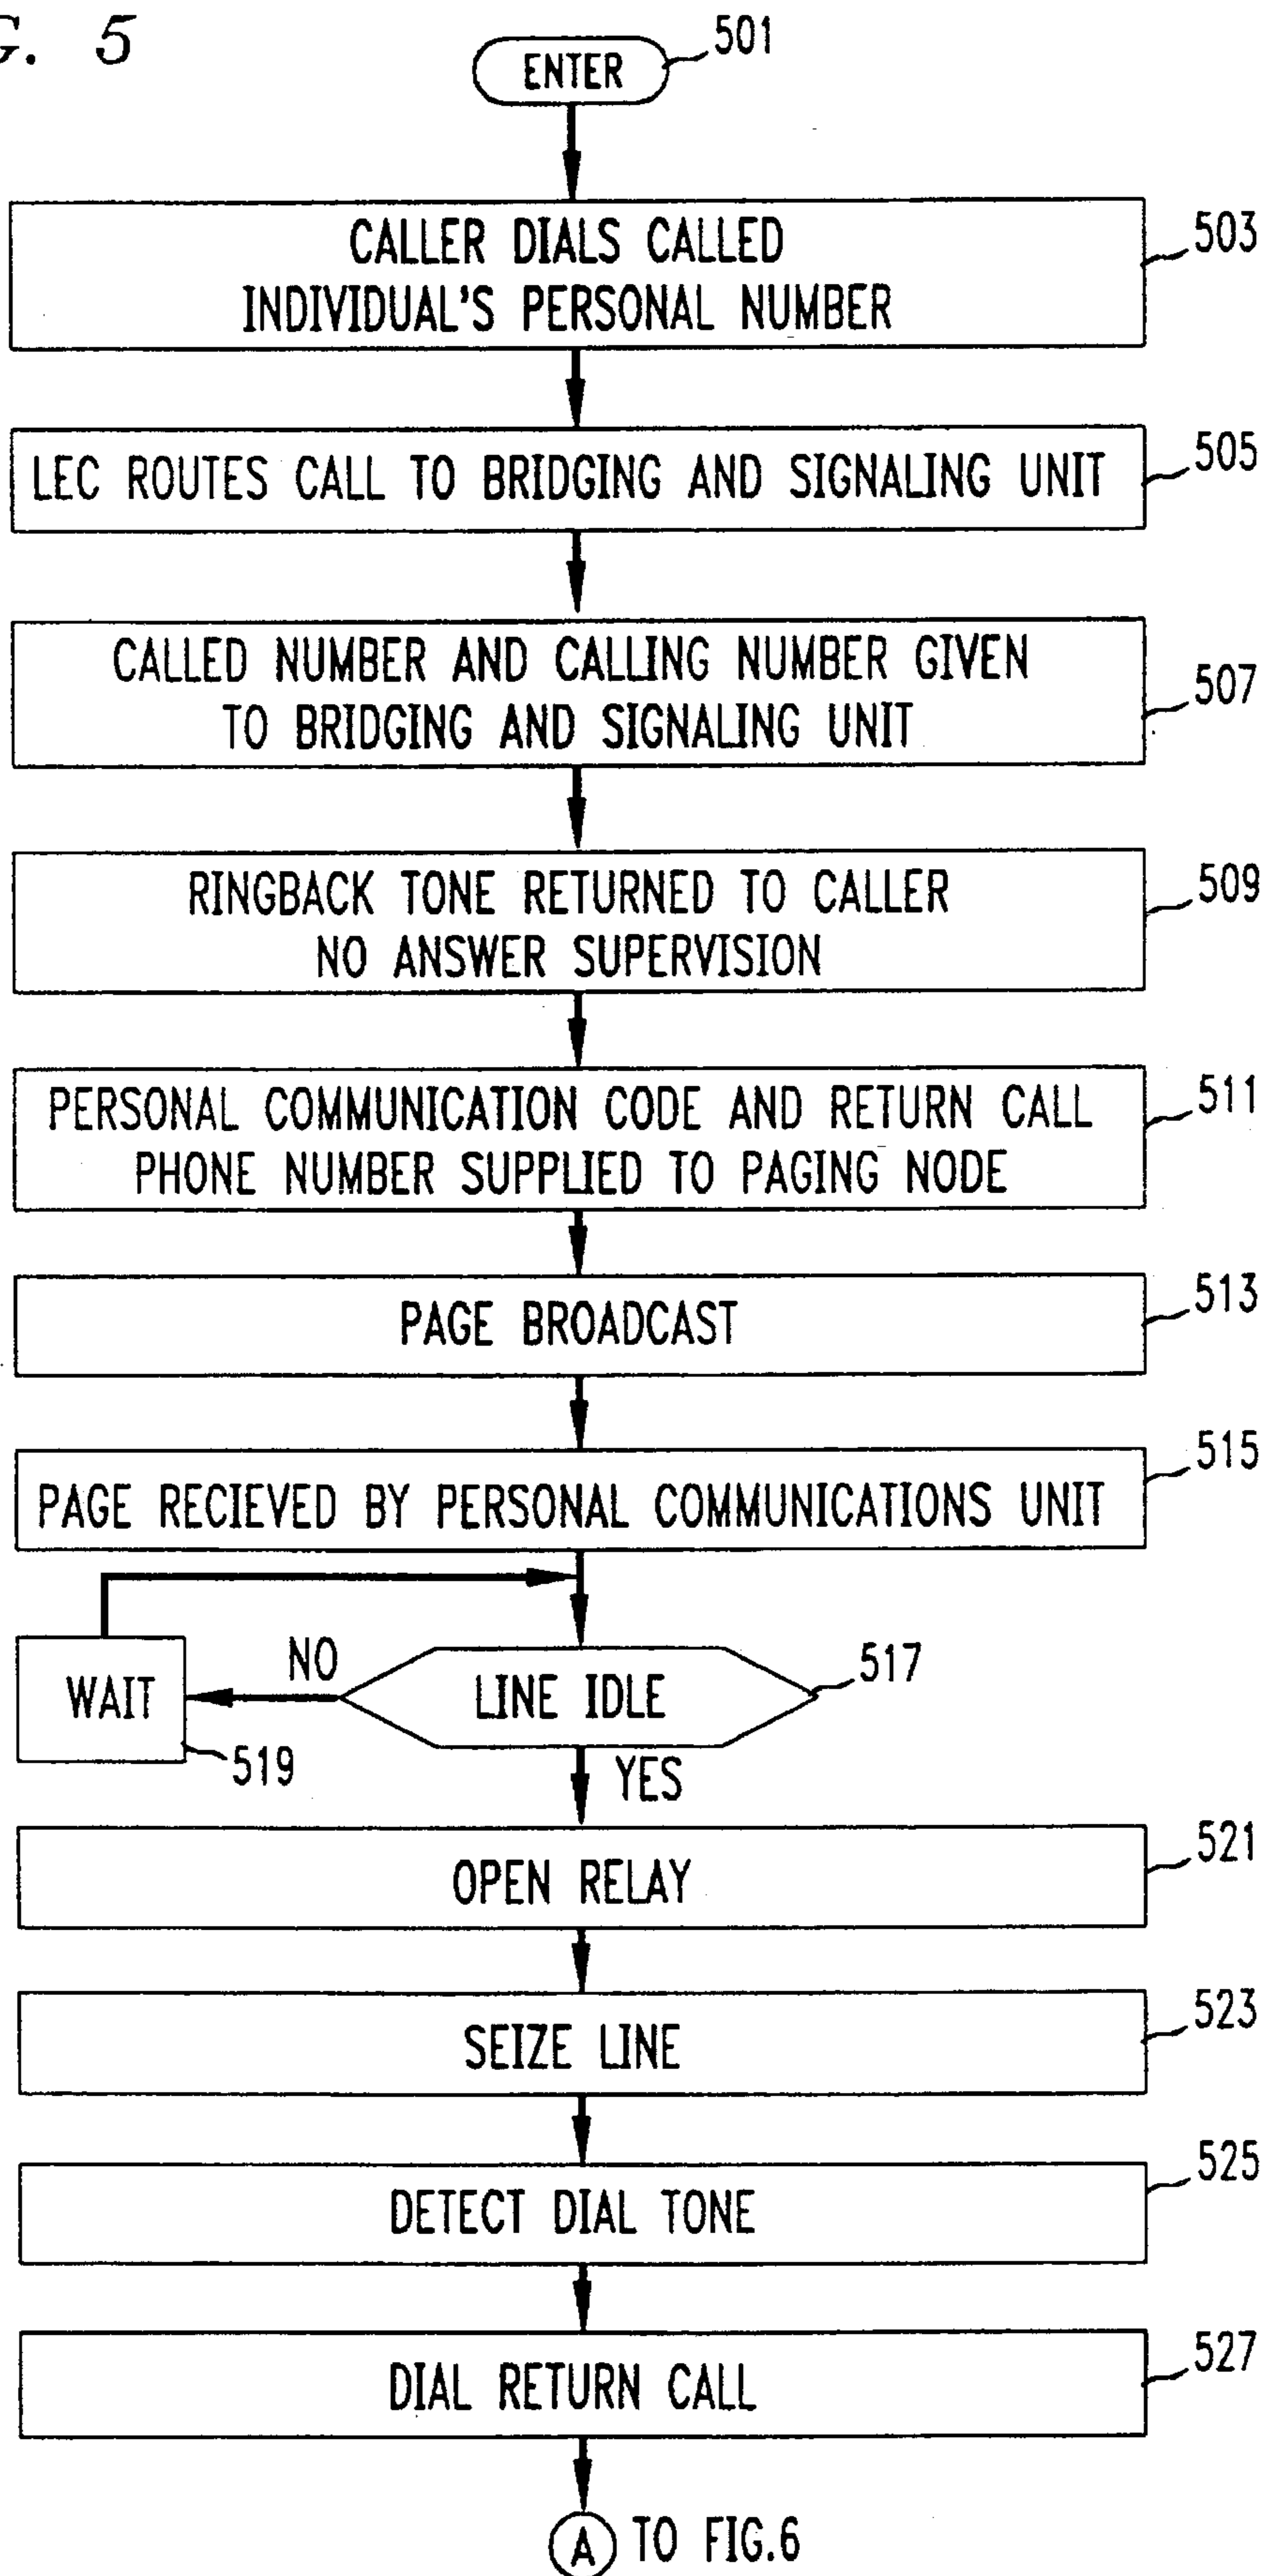 G. 5
ENTER
501
CALLER DIALS CALLED
INDIVIDUAL'S PERSONAL NUMBER
503
LEC ROUTES CALL TO BRIDGING AND SIGNALING UNIT
505
CALLED NUMBER AND CALLING NUMBER GIVEN
TO BRIDGING AND SIGNALING UNIT
507
RINGBACK TONE RETURNED TO CALLER
NO ANSWER SUPERVISION
509
PERSONAL COMMUNICATION CODE AND RETURN CALL
PHONE NUMBER SUPPLIED TO PAGING NODE
511
PAGE BROADCAST
513
PAGE RECIEVED BY PERSONAL COMMUNICATIONS UNIT
515
WAIT
519
NO
LINE IDLE
517
YES
OPEN RELAY
521
SEIZE LINE
523
DETECT DIAL TONE
525
DIAL RETURN CALL
527
A TO FIG.6